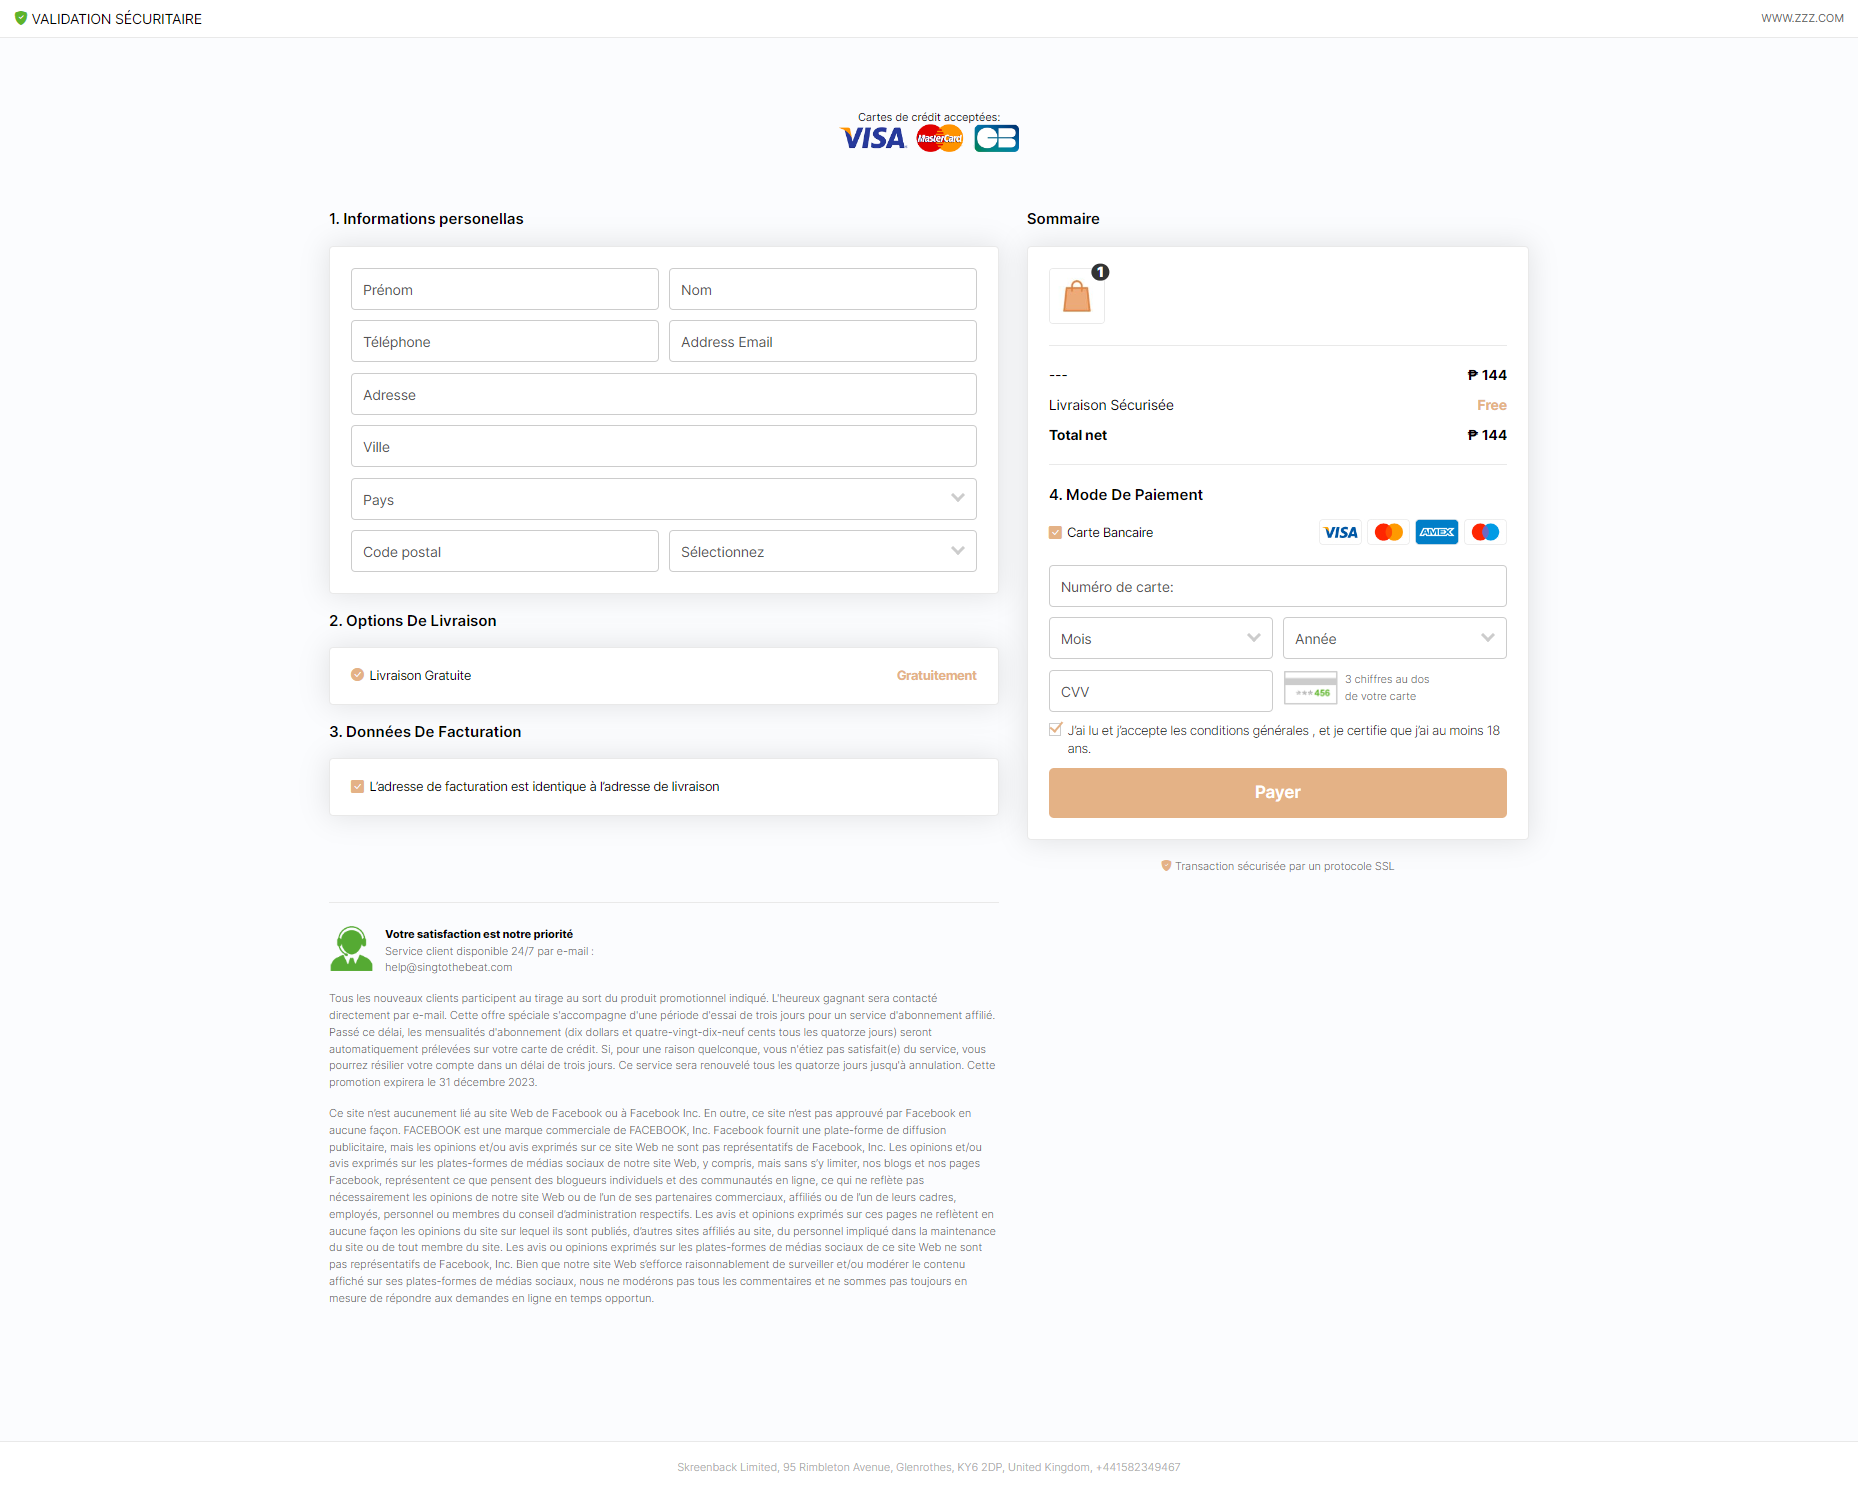 VALIDATION SÉCURITAIRE
WWW.ZZZ.COM
Cartes de crédit acceptées:
VISA MasterCard CB
1. Informations personellas
Prénom
Nom
Téléphone
Address Email
Adresse
Ville
Pays
Code postal
Sélectionnez
2. Options De Livraison
Livraison Gratuite
Gratuitement
3. Données De Facturation
L'adresse de facturation est identique à l'adresse de livraison
Sommaire
1
---
₱ 144
Livraison Sécurisée
Free
Total net
₱ 144
4. Mode De Paiement
Carte Bancaire
VISA
AMEX
Numéro de carte:
Mois
Année
CVV
***456
3 chiffres au dos
de votre carte
J'ai lu et j'accepte les conditions générales , et je certifie que j'ai au moins 18
ans.
Payer
Transaction sécurisée par un protocole SSL
Votre satisfaction est notre priorité
Service client disponible 24/7 par e-mail :
help@singtothebeat.com
Tous les nouveaux clients participent au tirage au sort du produit promotionnel indiqué. L'heureux gagnant sera contacté
directement par e-mail. Cette offre spéciale s'accompagne d'une période d'essai de trois jours pour un service d'abonnement affilié.
Passé ce délai, les mensualités d'abonnement (dix dollars et quatre-vingt-dix-neuf cents tous les quatorze jours) seront
automatiquement prélevées sur votre carte de crédit. Si, pour une raison quelconque, vous n'étiez pas satisfait(e) du service, vous
pourrez résilier votre compte dans un délai de trois jours. Ce service sera renouvelé tous les quatorze jours jusqu'à annulation. Cette
promotion expirera le 31 décembre 2023.
Ce site n'est aucunement lié au site Web de Facebook ou à Facebook Inc. En outre, ce site n'est pas approuvé par Facebook en
aucune façon. FACEBOOK est une marque commerciale de FACEBOOK, Inc. Facebook fournit une plate-forme de diffusion
publicitaire, mais les opinions et/ou avis exprimés sur ce site Web ne sont pas représentatifs de Facebook, Inc. Les opinions et/ou
avis exprimés sur les plates-formes de médias sociaux de notre site Web, y compris, mais sans s'y limiter, nos blogs et nos pages
Facebook, représentent ce que pensent des blogueurs individuels et des communautés en ligne, ce qui ne reflète pas
nécessairement les opinions de notre site Web ou de l'un de ses partenaires commerciaux, affiliés ou de l'un de leurs cadres,
employés, personnel ou membres du conseil d'administration respectifs. Les avis et opinions exprimés sur ces pages ne reflètent en
aucune façon les opinions du site sur lequel ils sont publiés, d'autres sites affiliés au site, du personnel impliqué dans la maintenance
du site ou de tout membre du site. Les avis ou opinions exprimés sur les plates-formes de médias sociaux de ce site Web ne sont
pas représentatifs de Facebook, Inc. Bien que notre site Web s'efforce raisonnablement de surveiller et/ou modérer le contenu
affiché sur ses plates-formes de médias sociaux, nous ne modérons pas tous les commentaires et ne sommes pas toujours en
mesure de répondre aux demandes en ligne en temps opportun.
Skreenback Limited, 95 Rimbleton Avenue, Glenrothes, KY6 2DP, United Kingdom, +441582349467